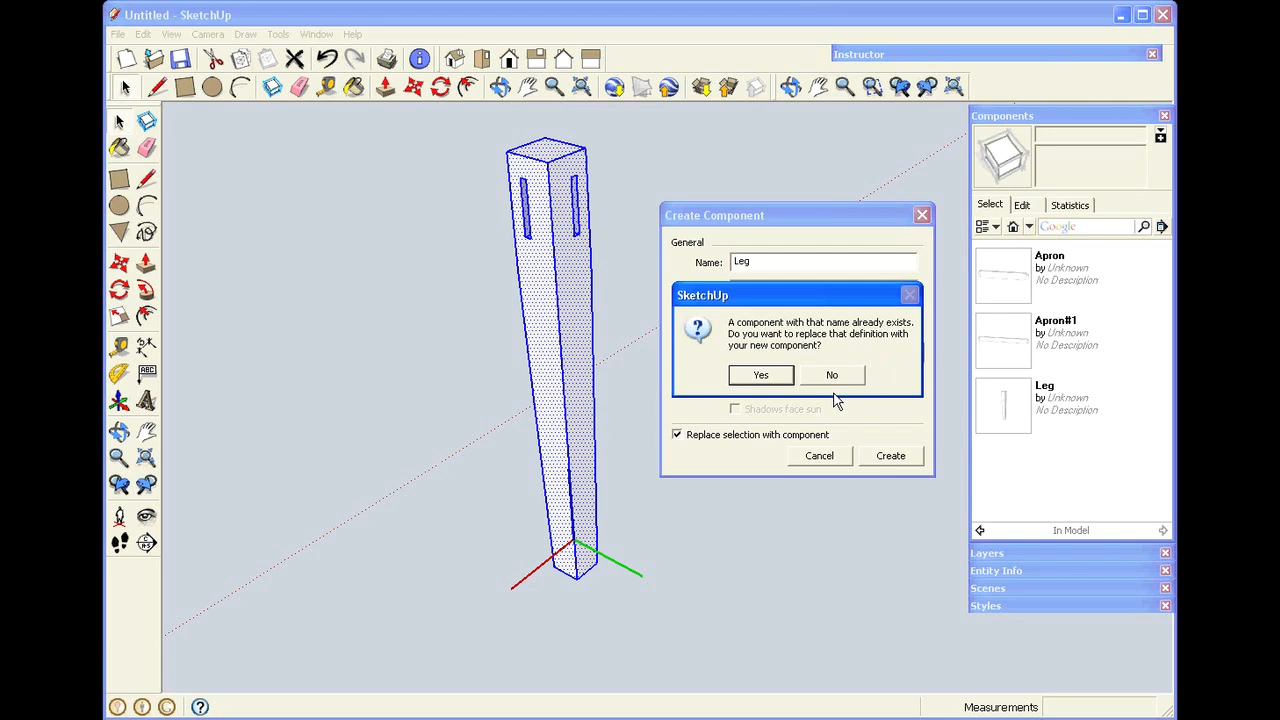 Untitled - SketchUp
File Edit View Camera Draw Tools Window Help
Instructor
Components
Select Edit Statistics
Google
Apron
by Unknown
No Description
Apron#1
by Unknown
No Description
Leg
by Unknown
No Description
In Model
Layers
Entity Info
Scenes
Styles
Create Component
General
Name: Leg
SketchUp
A component with that name already exists.
Do you want to replace that definition with
your new component?
Yes No
Shadows face sun
Replace selection with component
Cancel Create
ABC
Measurements